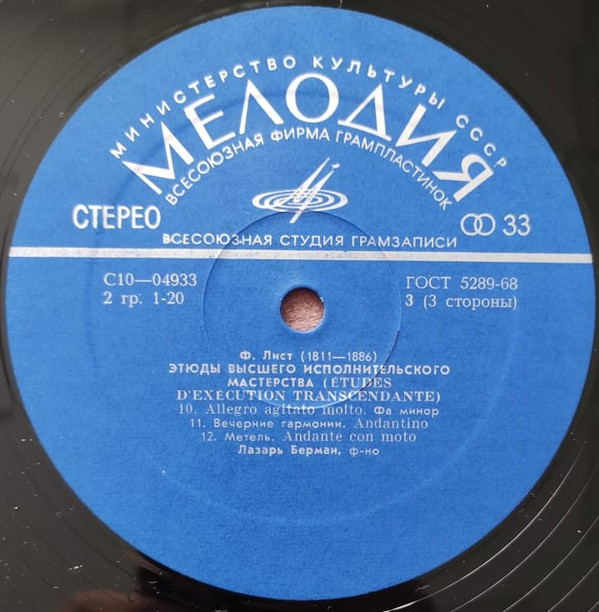 МИНИСТЕРСТВО КУЛЬТУРЫ СССР
МЕЛОДИЯ
ВСЕСОЮЗНАЯ ФИРМА ГРАМПЛАСТИНОК
СТЕРЕО
33
ВСЕСОЮЗНАЯ СТУДИЯ ГРАМЗАПИСИ
С10—04933
ГОСТ 5289-68
2 гр. 1-20
3 (3 стороны)
Ф. Лист (1811—1886)
ЭТЮДЫ ВЫСШЕГО ИСПОЛНИТЕЛЬСКОГО
МАСТЕРСТВА (ÉTUDES
D'EXÉCUTION TRANSCENDANTE)
10. Allegro agitato molto. Фа минор
11. Вечерние гармонии. Andantino
12. Метель. Andante con moto
Лазарь Берман, ф-но